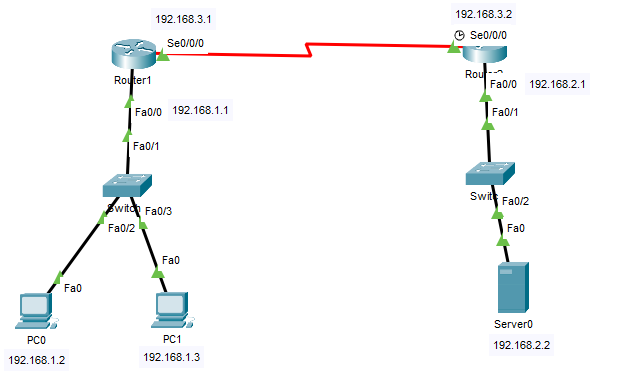 192.168.3.1
192.168.3.2
Se0/0/0
Se0/0/0
Router1
Fa0/0
192.168.1.1
Fa0/0
192.168.2.1
Fa0/1
Fa0/1
Fa0/3
Fa0/2
Fa0/2
Fa0
Fa0
Fa0
PC0
192.168.1.2
PC1
192.168.1.3
Server0
192.168.2.2